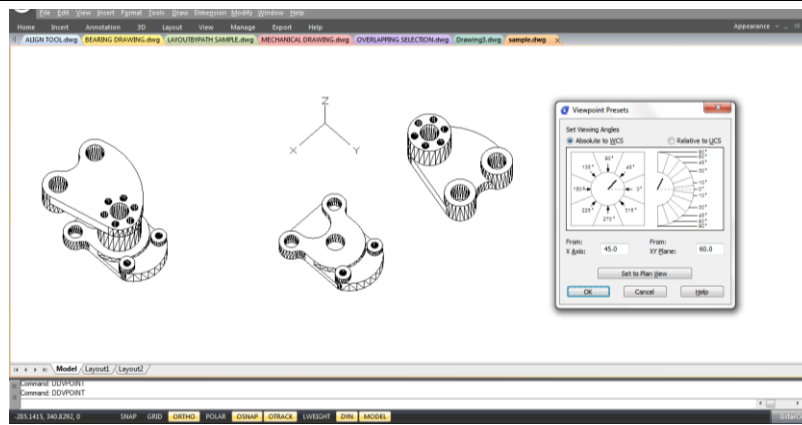 File Edit View Insert Format Tools Draw Dimension Modify Window Help
Home Insert Annotation 3D Layout View Manage Export Help Appearance
ALIGN TOOL.dwg BEARING DRAWING.dwg LAYOUTBYPATH SAMPLE.dwg MECHANICAL DRAWING.dwg OVERLAPPING SELECTION.dwg Drawing3.dwg sample.dwg
Z
X Y
Viewpoint Presets
Set Viewing Angles
Absolute to WCS Relative to UCS
90°
135° 45°
0°
225° 315°
270°
From: From:
X Axis: 45.0 XY Plane: 60.0
Set to Plan View
OK Cancel Help
Model Layout1 Layout2
Command: DDVPOINT
Command: DDVPOINT
-285.1415, 340.8292, 0 SNAP GRID ORTHO POLAR OSNAP OTRACK LWEIGHT DYN MODEL